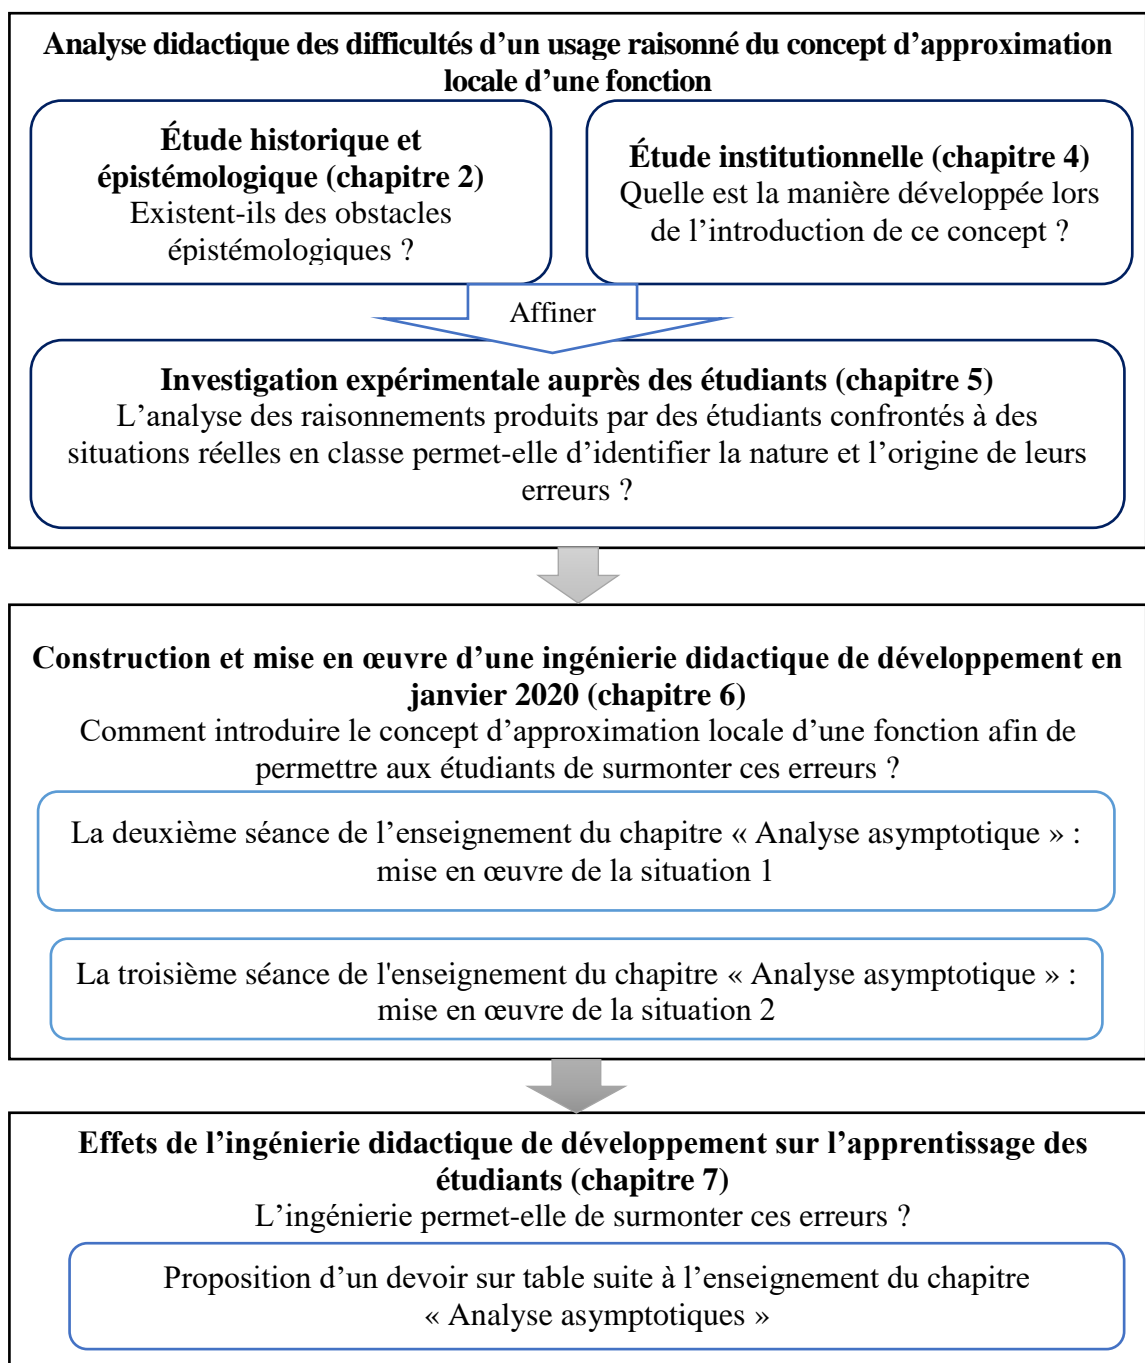 Analyse didactique des difficultés d’un usage raisonné du concept d’approximation
locale d’une fonction
Étude historique et
épistémologique (chapitre 2)
Existent-ils des obstacles
épistémologiques ?
Étude institutionnelle (chapitre 4)
Quelle est la manière développée lors
de l’introduction de ce concept ?
Affiner
Investigation expérimentale auprès des étudiants (chapitre 5)
L’analyse des raisonnements produits par des étudiants confrontés à des
situations réelles en classe permet-elle d’identifier la nature et l’origine de leurs
erreurs ?
Construction et mise en œuvre d’une ingénierie didactique de développement en
janvier 2020 (chapitre 6)
Comment introduire le concept d’approximation locale d’une fonction afin de
permettre aux étudiants de surmonter ces erreurs ?
La deuxième séance de l’enseignement du chapitre « Analyse asymptotique » :
mise en œuvre de la situation 1
La troisième séance de l'enseignement du chapitre « Analyse asymptotique » :
mise en œuvre de la situation 2
Effets de l’ingénierie didactique de développement sur l’apprentissage des
étudiants (chapitre 7)
L’ingénierie permet-elle de surmonter ces erreurs ?
Proposition d’un devoir sur table suite à l’enseignement du chapitre
« Analyse asymptotiques »